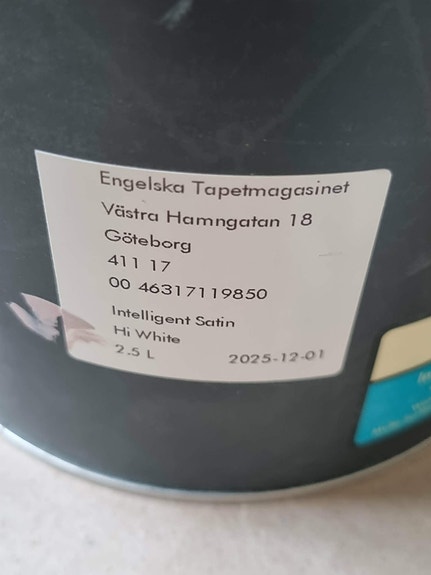 Engelska Tapetmagasinet
Västra Hamngatan 18
Göteborg
411 17
00 46317119850
Intelligent Satin
Hi White
2.5 L 2025-12-01